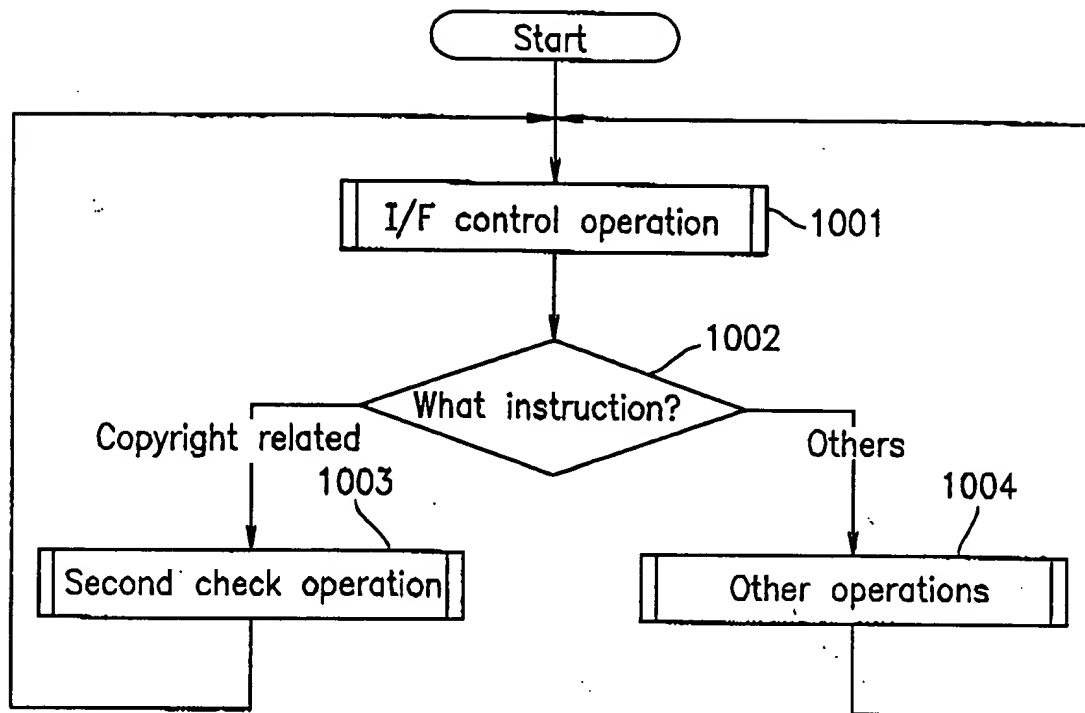 Start
I/F control operation
1001
1002
What instruction?
Copyright related
Others
1003
1004
Second check operation
Other operations